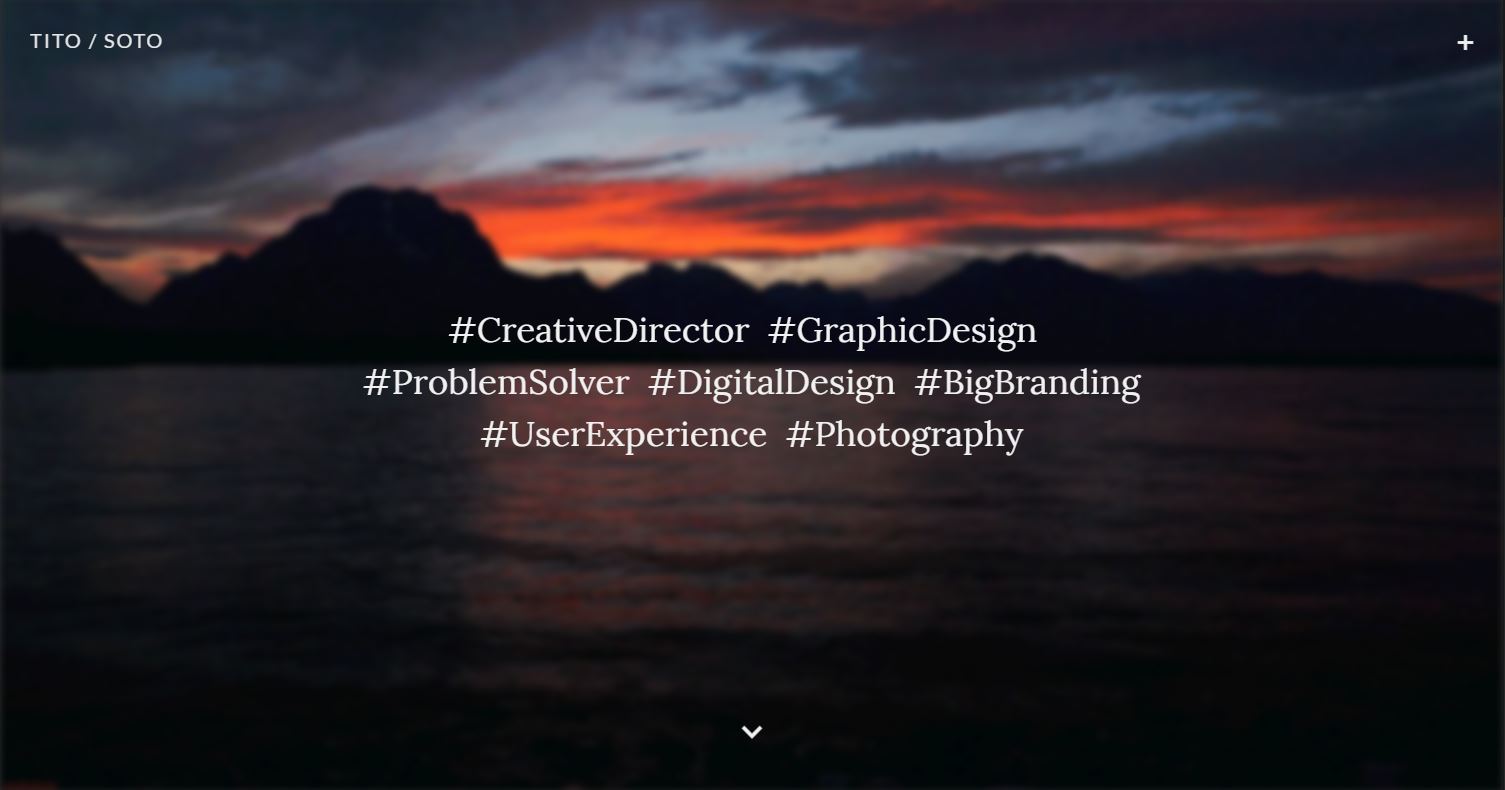 TITO / SOTO
+
#CreativeDirector #GraphicDesign
#ProblemSolver #DigitalDesign #BigBranding
#UserExperience #Photography